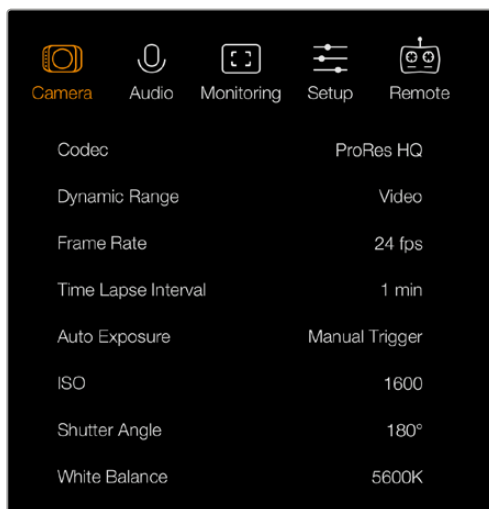 Camera Audio Monitoring Setup Remote
Codec ProRes HQ
Dynamic Range Video
Frame Rate 24 fps
Time Lapse Interval 1 min
Auto Exposure Manual Trigger
ISO 1600
Shutter Angle 180°
White Balance 5600K